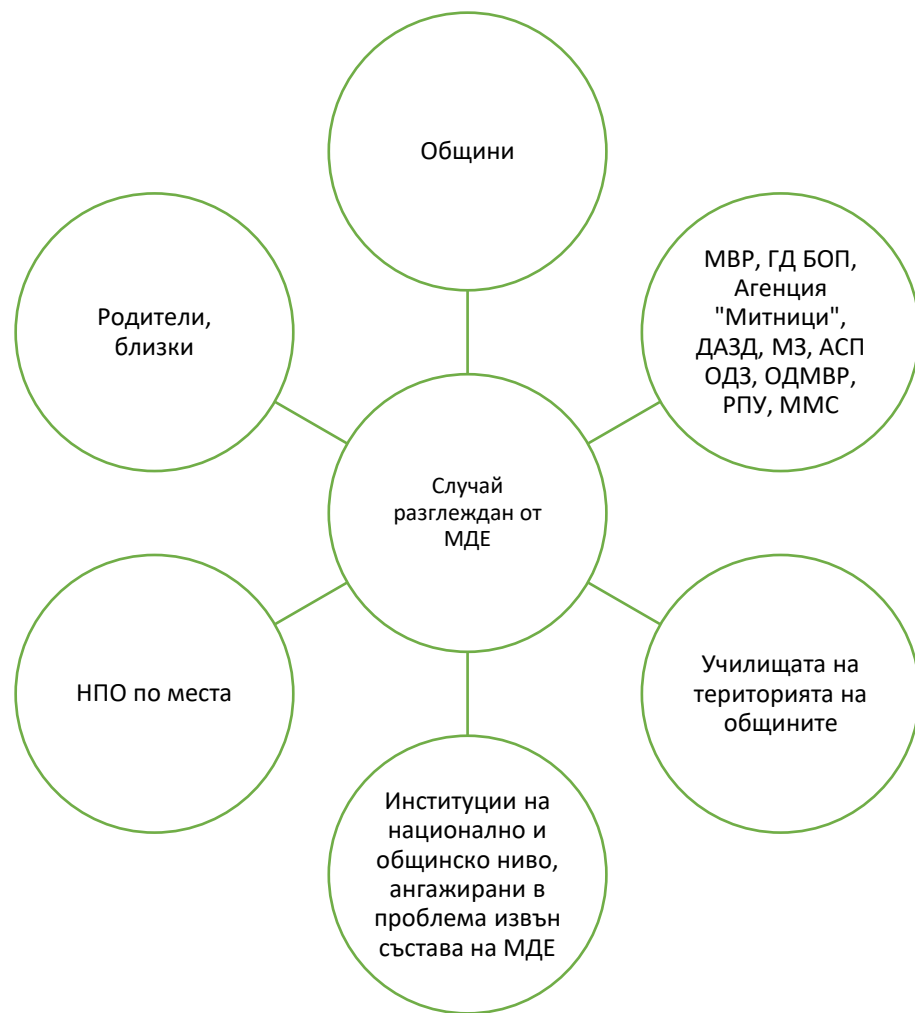 Общини
Родители,
близки
МВР, ГД БОП,
Агенция
"Митници",
ДАЗД, МЗ, АСП
ОДЗ, ОДМВР,
РПУ, ММС
Случай
разглеждан от
МДЕ
НПО по места
Училищата на
територията на
общините
Институции на
национално и
общинско ниво,
ангажирани в
проблема извън
състава на МДЕ